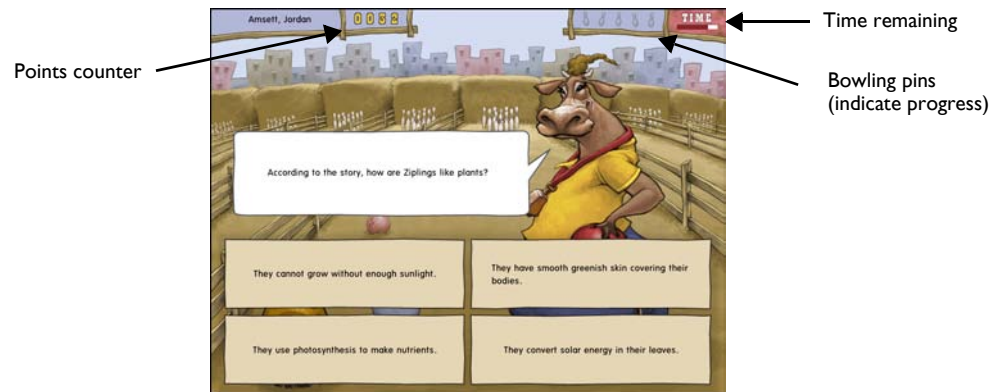 Amsett, Jordan
0052
TIME
Time remaining
Points counter
Bowling pins
(indicate progress)
According to the story, how are Ziplings like plants?
They cannot grow without enough sunlight.
They have smooth greenish skin covering their
bodies.
They use photosynthesis to make nutrients.
They convert solar energy in their leaves.